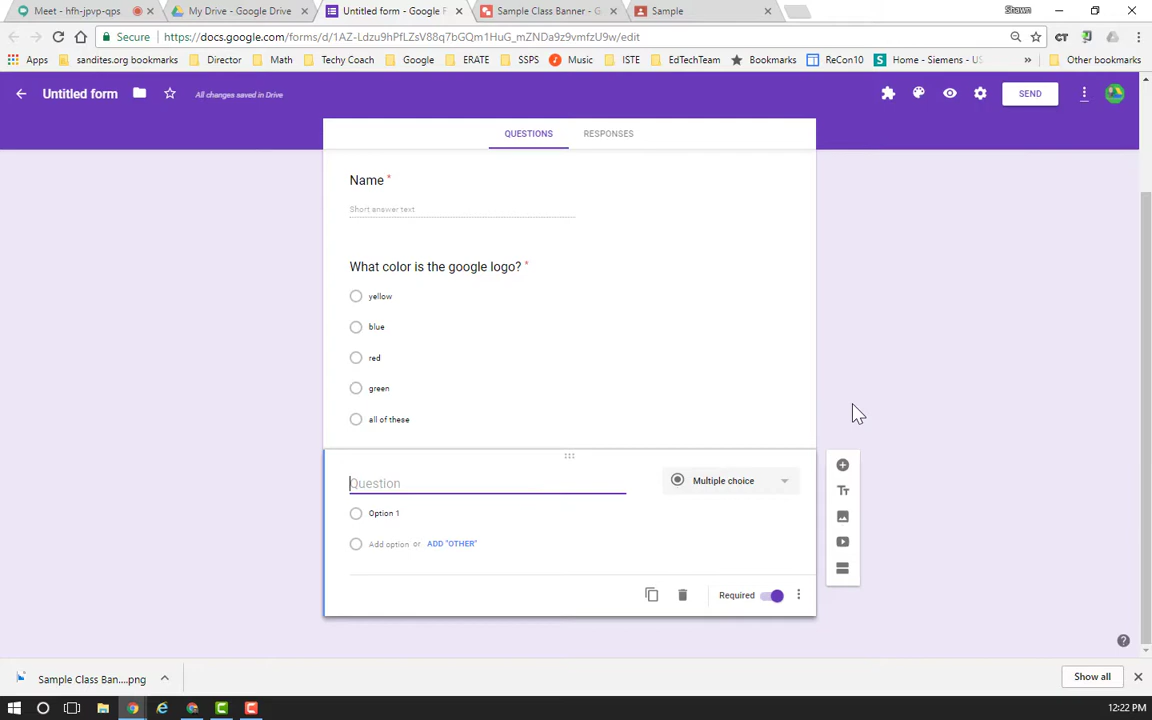 Meet - hfh-jpvp-qps
My Drive - Google Drive
Untitled form - Google F
Sample Class Banner - G
Sample
Shawn
Secure
https://docs.google.com/forms/d/1AZ-Ldzu9hPfLZsV88q7bGQm1HuG_mZNDa9z9vmfzU9w/edit
Apps
sandites.org bookmarks
Director
Math
Techy Coach
Google
ERATE
SSPS
Music
ISTE
EdTechTeam
Bookmarks
ReCon10
Home - Siemens - US
»
Other bookmarks
Untitled form
All changes saved in Drive
SEND
QUESTIONS
RESPONSES
Name *
Short answer text
What color is the google logo? *
yellow
blue
red
green
all of these
Question
Multiple choice
Option 1
Add option or ADD "OTHER"
Required
Sample Class Ban....png
Show all
12:22 PM